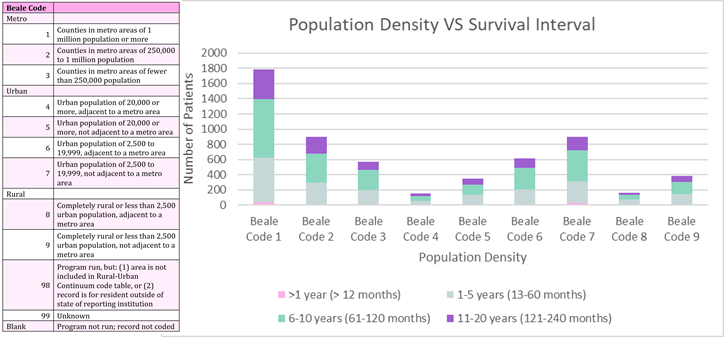 Beale Code
Metro
1 Counties in metro areas of 1
million population or more
2 Counties in metro areas of 250,000
to 1 million population
3 Counties in metro areas of fewer
than 250,000 population
Urban
4 Urban population of 20,000 or
more, adjacent to a metro area
5 Urban population of 20,000 or
more, not adjacent to a metro area
6 Urban population of 2,500 to
19,999, adjacent to a metro area
7 Urban population of 2,500 to
19,999, not adjacent to a metro
area
Rural
8 Completely rural or less than 2,500
urban population, adjacent to a
metro area
9 Completely rural or less than 2,500
urban population, not adjacent to a
metro area
98 Program run, but: (1) area is not
included in Rural-Urban
Continuum code table, or (2)
record is for resident outside of
state of reporting institution
99 Unknown
Blank Program not run; record not coded
Population Density VS Survival Interval
Number of Patients
2000
1800
1600
1400
1200
1000
800
600
400
200
0
Beale Code 1
Beale Code 2
Beale Code 3
Beale Code 4
Beale Code 5
Beale Code 6
Beale Code 7
Beale Code 8
Beale Code 9
Population Density
>1 year (> 12 months)
1-5 years (13-60 months)
6-10 years (61-120 months)
11-20 years (121-240 months)